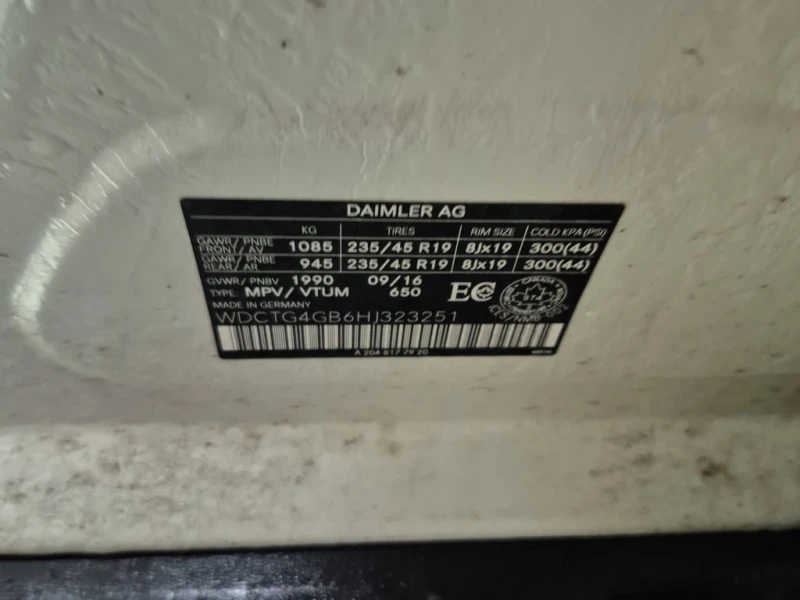 DAIMLER AG
KG TIRES RIM SIZE COLD KPA(PSI)
GAWR/PNBE FRONT/AV 1085 235/45 R19 8Jx19 300(44)
GAWR/PNBE REAR/AR 945 235/45 R19 8Jx19 300(44)
GVWR/PNBV 1990 09/16
TYPE: MPV/VTUM 650 EC
MADE IN GERMANY
WDCTG4GB6HJ323251
A 204 817 79 20
CANADA